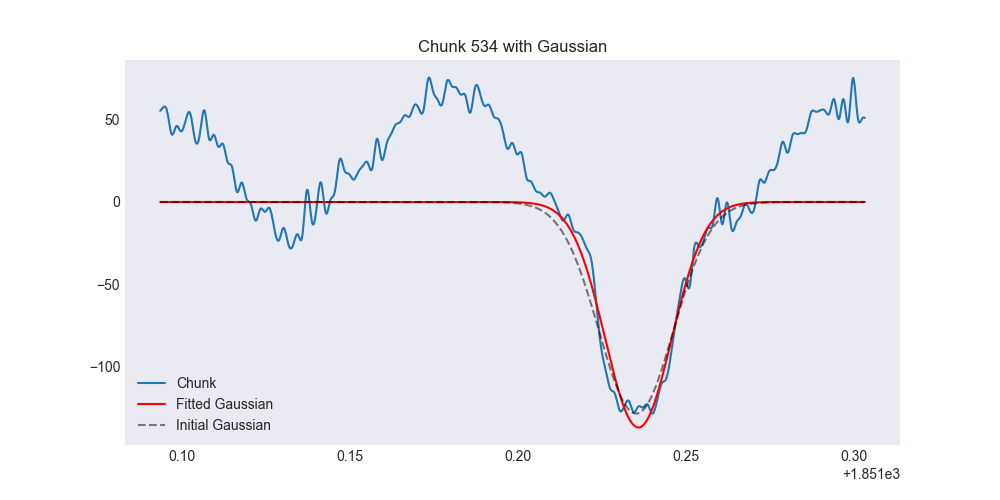 Chunk 534 with Gaussian
50
0
−50
−100
Chunk
Fitted Gaussian
Initial Gaussian
0.10 0.15 0.20 0.25 0.30
+1.851e3